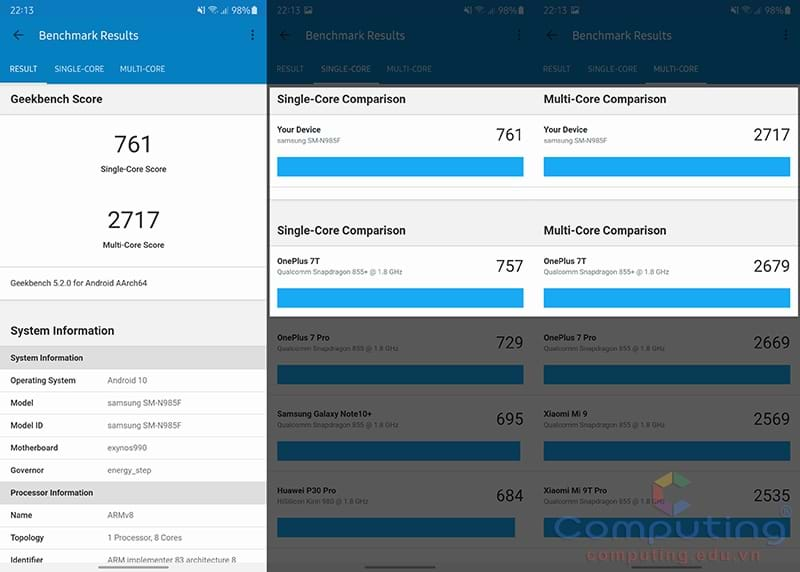 22:13
98%
Benchmark Results
RESULT SINGLE-CORE MULTI-CORE
Geekbench Score
761
Single-Core Score
2717
Multi-Core Score
Geekbench 5.2.0 for Android AArch64
System Information
System Information
Operating System Android 10
Model samsung SM-N985F
Model ID samsung SM-N985F
Motherboard exynos990
Governor energy_step
Processor Information
Name ARMv8
Topology 1 Processor, 8 Cores
Identifier ARM implementer 83 architecture 8
22:13
98%
Benchmark Results
RESULT SINGLE-CORE MULTI-CORE
Single-Core Comparison
Your Device 761
samsung SM-N985F
Single-Core Comparison
OnePlus 7T 757
Qualcomm Snapdragon 855+ @ 1.8 GHz
OnePlus 7 Pro 729
Qualcomm Snapdragon 855 @ 1.8 GHz
Samsung Galaxy Note10+ 695
Qualcomm Snapdragon 855 @ 1.8 GHz
Huawei P30 Pro 684
HiSilicon Kirin 980 @ 1.8 GHz
22:13
98%
Benchmark Results
RESULT SINGLE-CORE MULTI-CORE
Multi-Core Comparison
Your Device 2717
samsung SM-N985F
Multi-Core Comparison
OnePlus 7T 2679
Qualcomm Snapdragon 855+ @ 1.8 GHz
OnePlus 7 Pro 2669
Qualcomm Snapdragon 855 @ 1.8 GHz
Xiaomi Mi 9 2569
Qualcomm Snapdragon 855 @ 1.8 GHz
Xiaomi Mi 9T Pro 2535
Qualcomm Snapdragon 855 @ 1.8 GHz
Computing®
computing.edu.vn